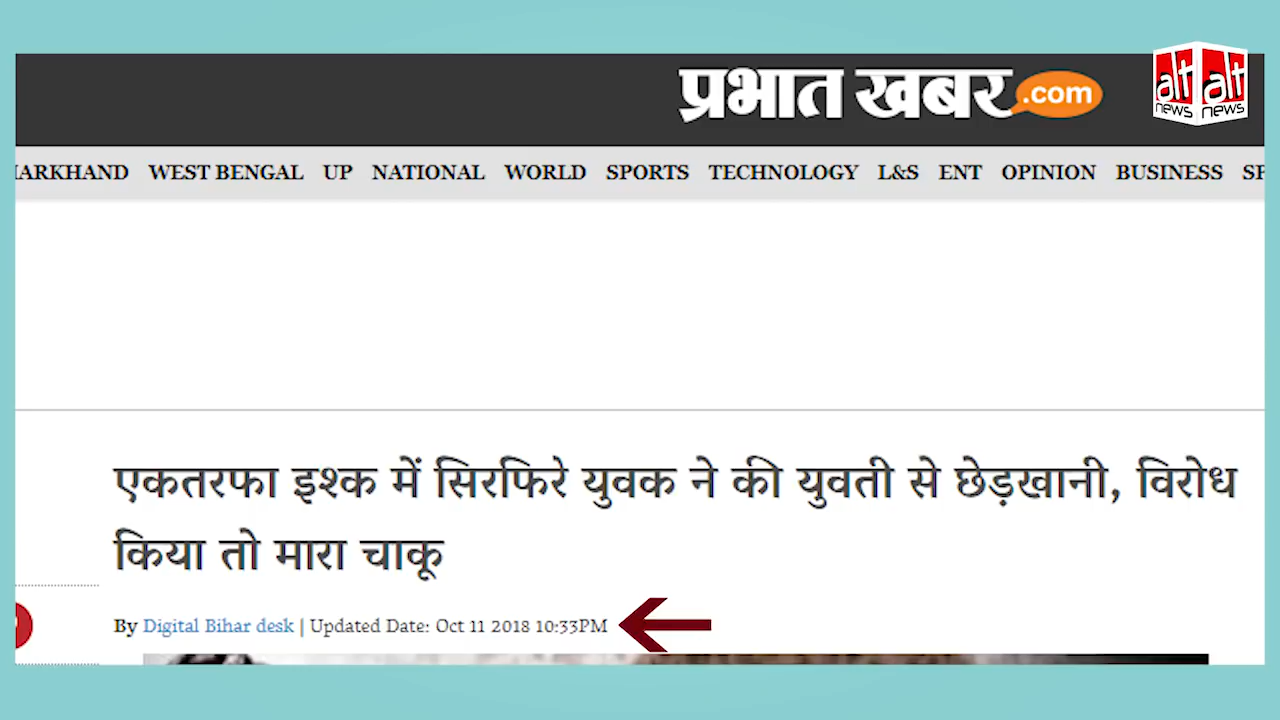 प्रभात खबर.com
alt news alt news
JHARKHAND WEST BENGAL UP NATIONAL WORLD SPORTS TECHNOLOGY L&S ENT OPINION BUSINESS
एकतरफा इश्क में सिरफिरे युवक ने की युवती से छेड़खानी, विरोध
किया तो मारा चाकू
By Digital Bihar desk | Updated Date: Oct 11 2018 10:33PM